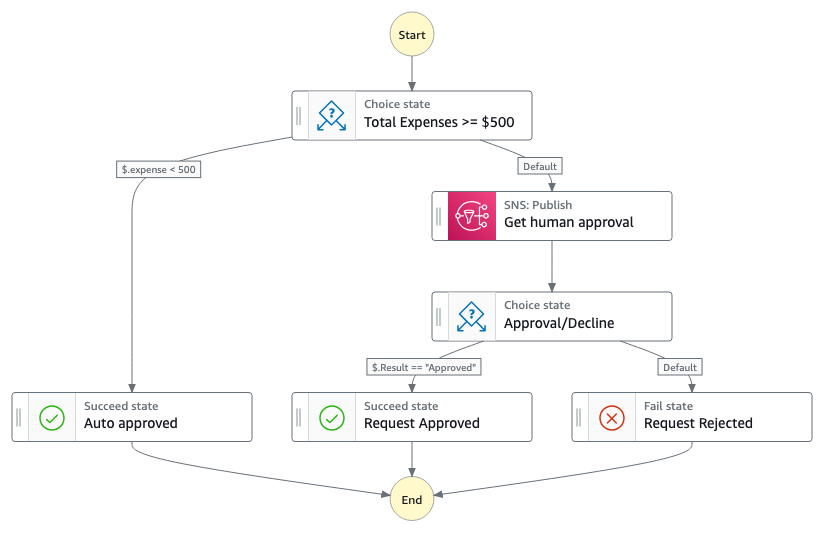 Start
Choice state
Total Expenses >= $500
$.expense < 500
Default
SNS: Publish
Get human approval
Choice state
Approval/Decline
$.Result == "Approved"
Default
Succeed state
Auto approved
Succeed state
Request Approved
Fail state
Request Rejected
End